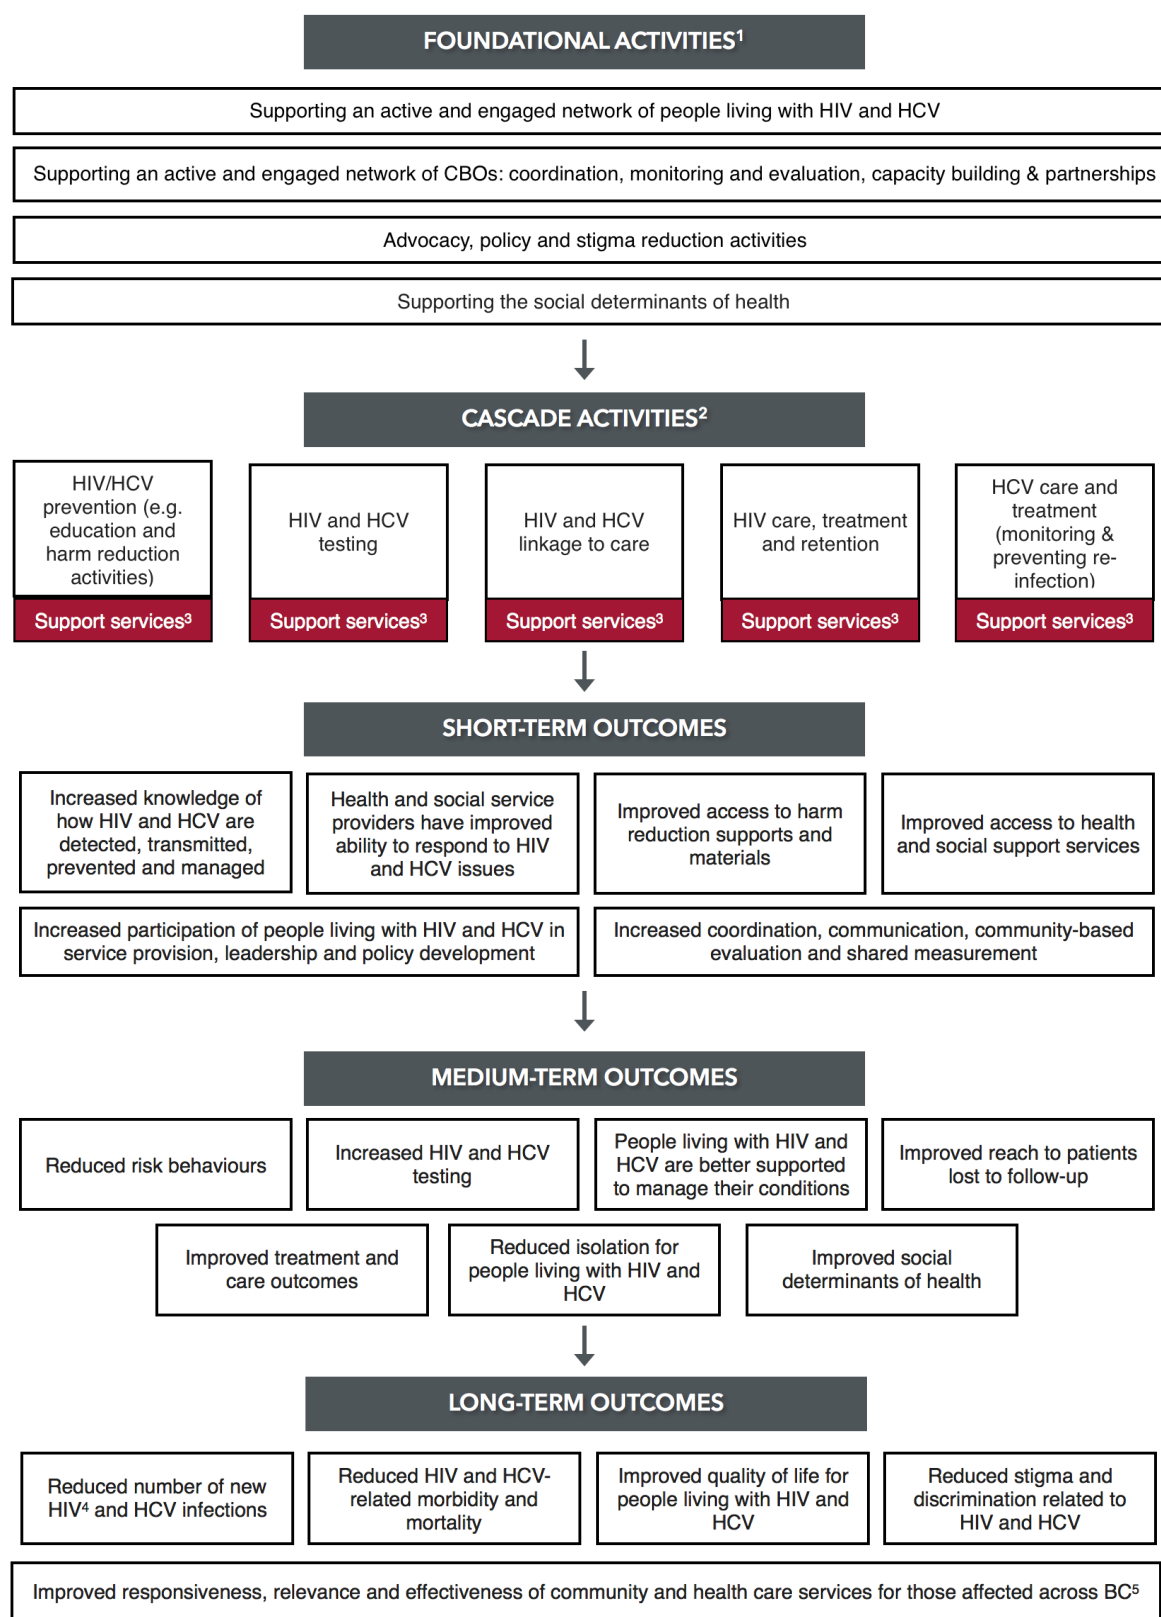 FOUNDATIONAL ACTIVITIES¹
Supporting an active and engaged network of people living with HIV and HCV
Supporting an active and engaged network of CBOs: coordination, monitoring and evaluation, capacity building & partnerships
Advocacy, policy and stigma reduction activities
Supporting the social determinants of health
CASCADE ACTIVITIES²
HIV/HCV
prevention (e.g.
education and
harm reduction
activities)
Support services³
HIV and HCV
testing
Support services³
HIV and HCV
linkage to care
Support services³
HIV care, treatment
and retention
Support services³
HCV care and
treatment
(monitoring &
preventing re-
infection)
Support services³
SHORT-TERM OUTCOMES
Increased knowledge of
how HIV and HCV are
detected, transmitted,
prevented and managed
Health and social service
providers have improved
ability to respond to HIV
and HCV issues
Improved access to harm
reduction supports and
materials
Improved access to health
and social support services
Increased participation of people living with HIV and HCV in
service provision, leadership and policy development
Increased coordination, communication, community-based
evaluation and shared measurement
MEDIUM-TERM OUTCOMES
Reduced risk behaviours
Increased HIV and HCV
testing
People living with HIV and
HCV are better supported
to manage their conditions
Improved reach to patients
lost to follow-up
Improved treatment and
care outcomes
Reduced isolation for
people living with HIV and
HCV
Improved social
determinants of health
LONG-TERM OUTCOMES
Reduced number of new
HIV⁴ and HCV infections
Reduced HIV and HCV-
related morbidity and
mortality
Improved quality of life for
people living with HIV and
HCV
Reduced stigma and
discrimination related to
HIV and HCV
Improved responsiveness, relevance and effectiveness of community and health care services for those affected across BC⁵